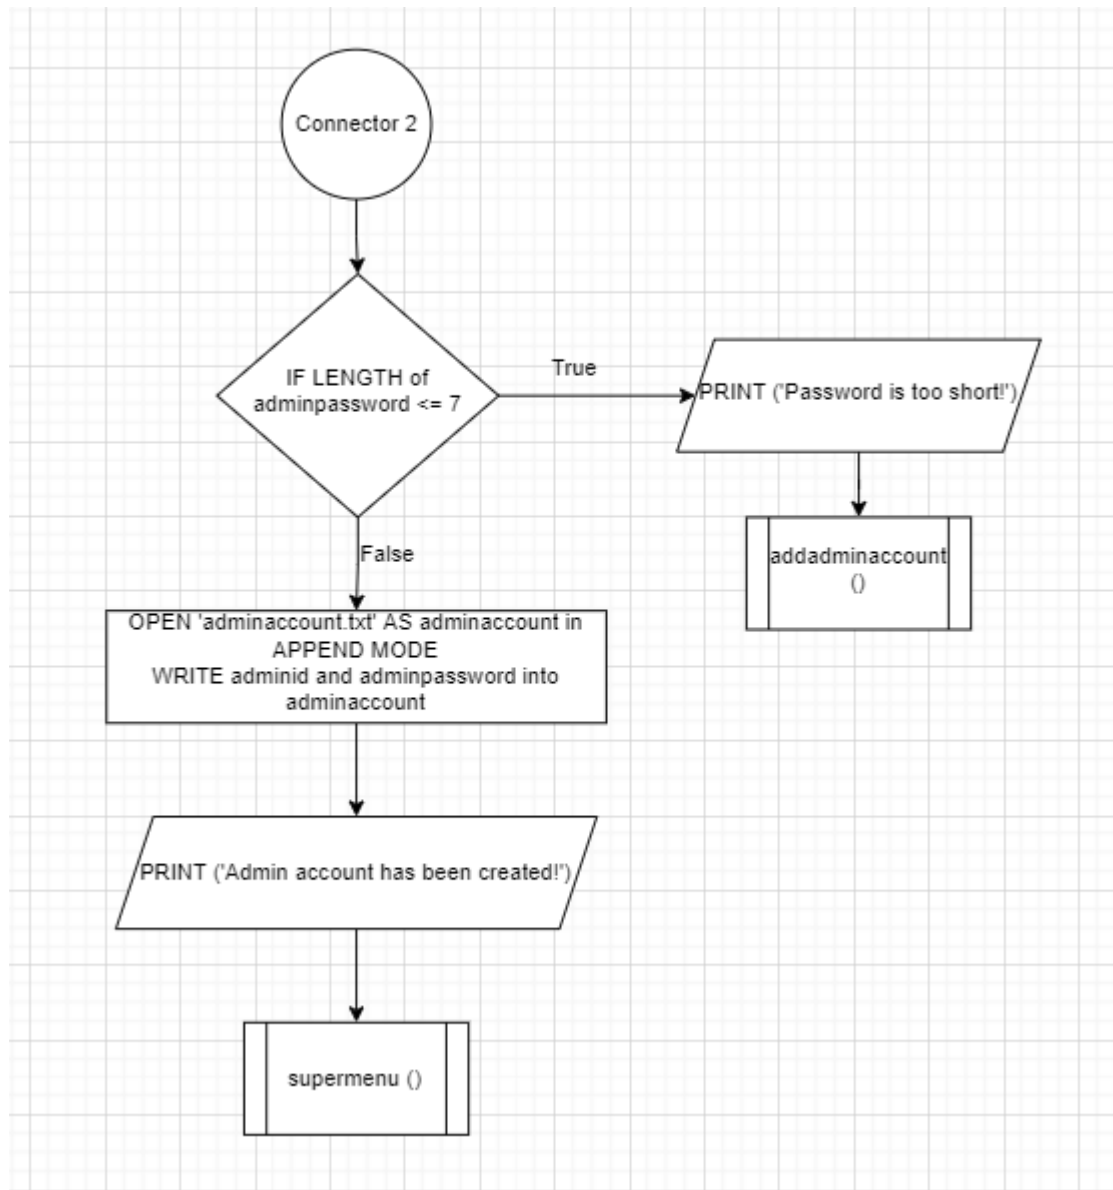 Connector 2
IF LENGTH of
adminpassword <= 7
True
PRINT ('Password is too short!')
addadminaccount
()
False
OPEN 'adminaccount.txt' AS adminaccount in
APPEND MODE
WRITE adminid and adminpassword into
adminaccount
PRINT ('Admin account has been created!')
supermenu ()